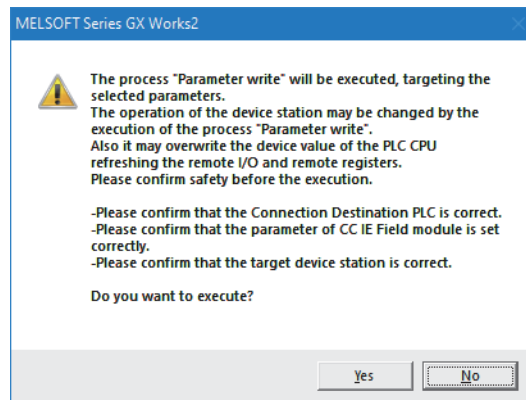 MELSOFT Series GX Works2
The process "Parameter write" will be executed, targeting the
selected parameters.
The operation of the device station may be changed by the
execution of the process "Parameter write".
Also it may overwrite the device value of the PLC CPU
refreshing the remote I/O and remote registers.
Please confirm safety before the execution.
-Please confirm that the Connection Destination PLC is correct.
-Please confirm that the parameter of CC IE Field module is set
correctly.
-Please confirm that the target device station is correct.
Do you want to execute?
Yes
No